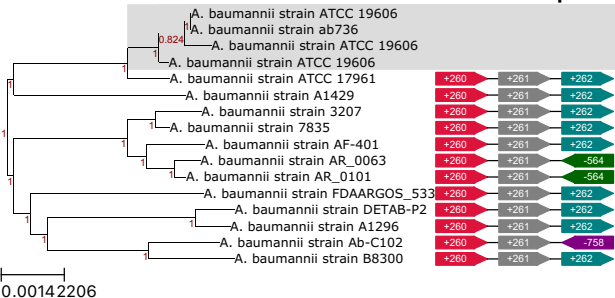 A. baumannii strain ATCC 19606
A. baumannii strain ab736
A. baumannii strain ATCC 19606
A. baumannii strain ATCC 19606
A. baumannii strain ATCC 17961 +260 +261 +262
A. baumannii strain A1429 +260 +261 +262
A. baumannii strain 3207 +260 +261 +262
A. baumannii strain 7835 +260 +261 +262
A. baumannii strain AF-401 +260 +261 +262
A. baumannii strain AR_0063 +260 +261 -564
A. baumannii strain AR_0101 +260 +261 -564
A. baumannii strain FDAARGOS_533 +260 +261 +262
A. baumannii strain DETAB-P2 +260 +261 +262
A. baumannii strain A1296 +260 +261 +262
A. baumannii strain Ab-C102 +260 +261 -758
A. baumannii strain B8300 +260 +261 +262
0.824
1
1
1
1
1
1
1
1
1
1
1
1
1
0.00142206